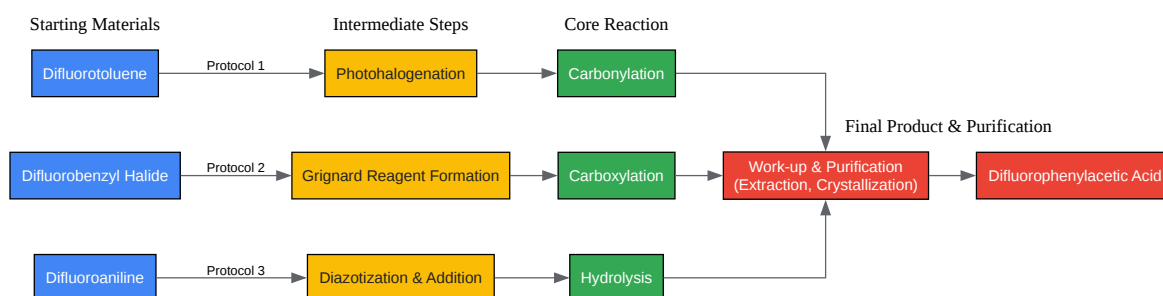 Starting Materials
Intermediate Steps
Core Reaction
Difluorotoluene
Protocol 1
Photohalogenation
Carbonylation
Final Product & Purification
Difluorobenzyl Halide
Protocol 2
Grignard Reagent Formation
Carboxylation
Work-up & Purification
(Extraction, Crystallization)
Difluorophenylacetic Acid
Difluoroaniline
Protocol 3
Diazotization & Addition
Hydrolysis